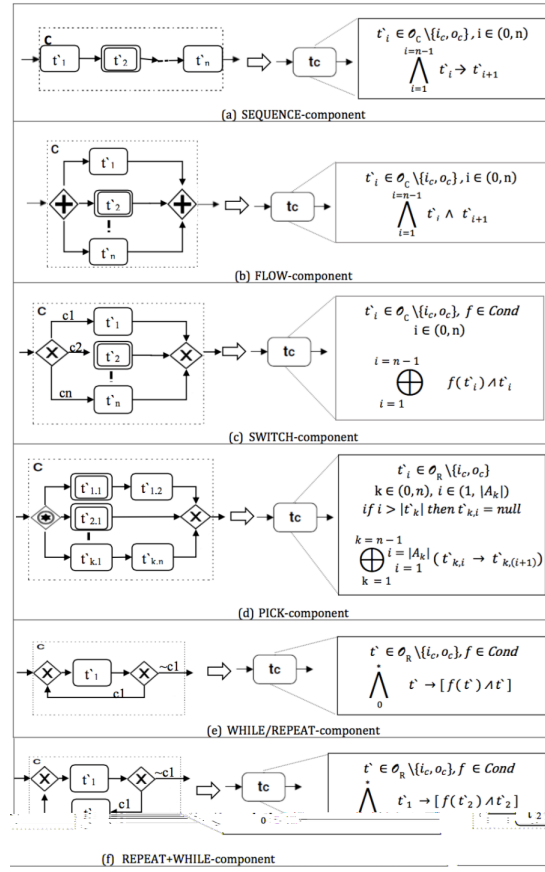 C
t`1 t`2 t`n
tc
t`i ∈ 𝒪C \{ic, oc}, i ∈ (0, n)
i=n−1
⋀ t`i → t`i+1
i=1
(a) SEQUENCE-component
C
t`1
t`2
t`n
tc
t`i ∈ 𝒪C \{ic, oc}, i ∈ (0, n)
i=n−1
⋀ t`i ∧ t`i+1
i=1
(b) FLOW-component
C
c1 t`1
c2 t`2
cn t`n
tc
t`i ∈ 𝒪C \{ic, oc}, f ∈ Cond
i ∈ (0, n)
i = n − 1
⨁ f(t`i) ∧ t`i
i = 1
(c) SWITCH-component
C
t`1.1 t`1.2
t`2.1
t`k.1 t`k.n
tc
t`i ∈ 𝒪R \{ic, oc}
k ∈ (0, n), i ∈ (1, |Ak|)
if i > |t`k| then t`k,i = null
k = n − 1
⨁ i = |Ak| i = 1 (t`k,i → t`k,(i+1))
k = 1
(d) PICK-component
C
t`1 ~c1
c1
tc
t` ∈ 𝒪R \{ic, oc}, f ∈ Cond
*
⋀ t` → [f(t`) ∧ t`]
0
(e) WHILE/REPEAT-component
C
t`1 ~c1
c1
tc
t` ∈ 𝒪R \{ic, oc}, f ∈ Cond
*
⋀ t`1 → [f(t`2) ∧ t`2]
0
(f) REPEAT+WHILE-component